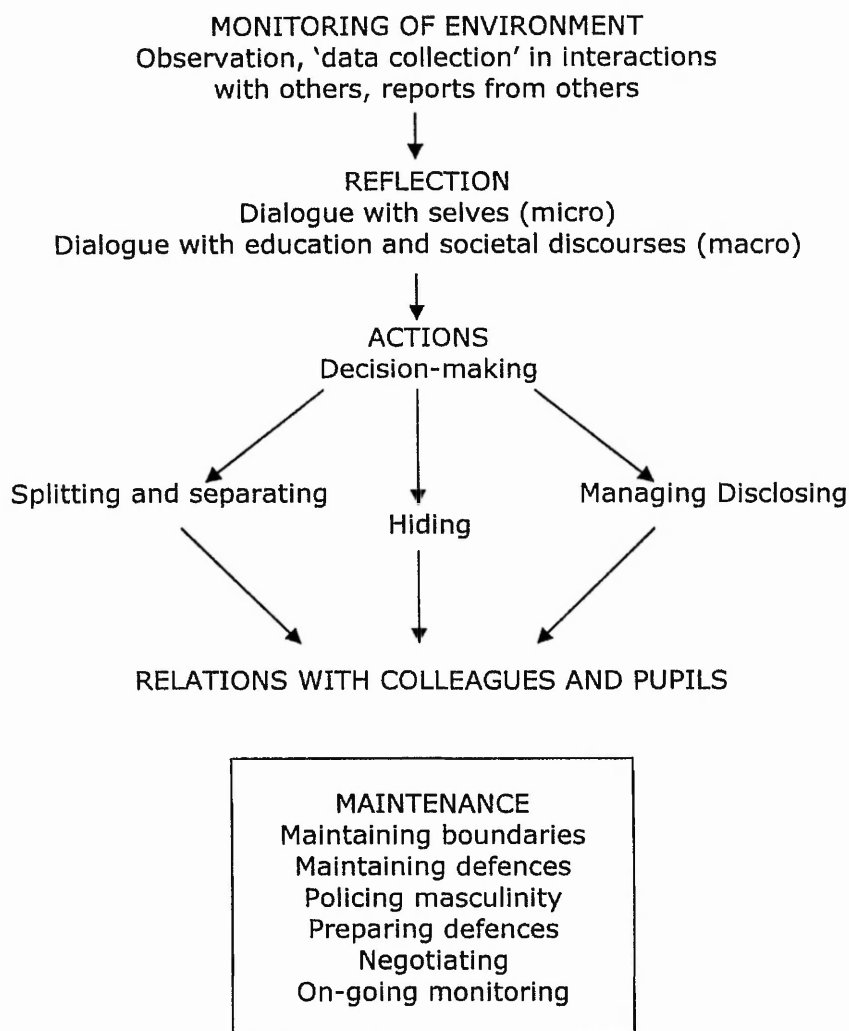 MONITORING OF ENVIRONMENT
Observation, ‘data collection’ in interactions
with others, reports from others
REFLECTION
Dialogue with selves (micro)
Dialogue with education and societal discourses (macro)
ACTIONS
Decision-making
Splitting and separating
Hiding
Managing Disclosing
RELATIONS WITH COLLEAGUES AND PUPILS
MAINTENANCE
Maintaining boundaries
Maintaining defences
Policing masculinity
Preparing defences
Negotiating
On-going monitoring